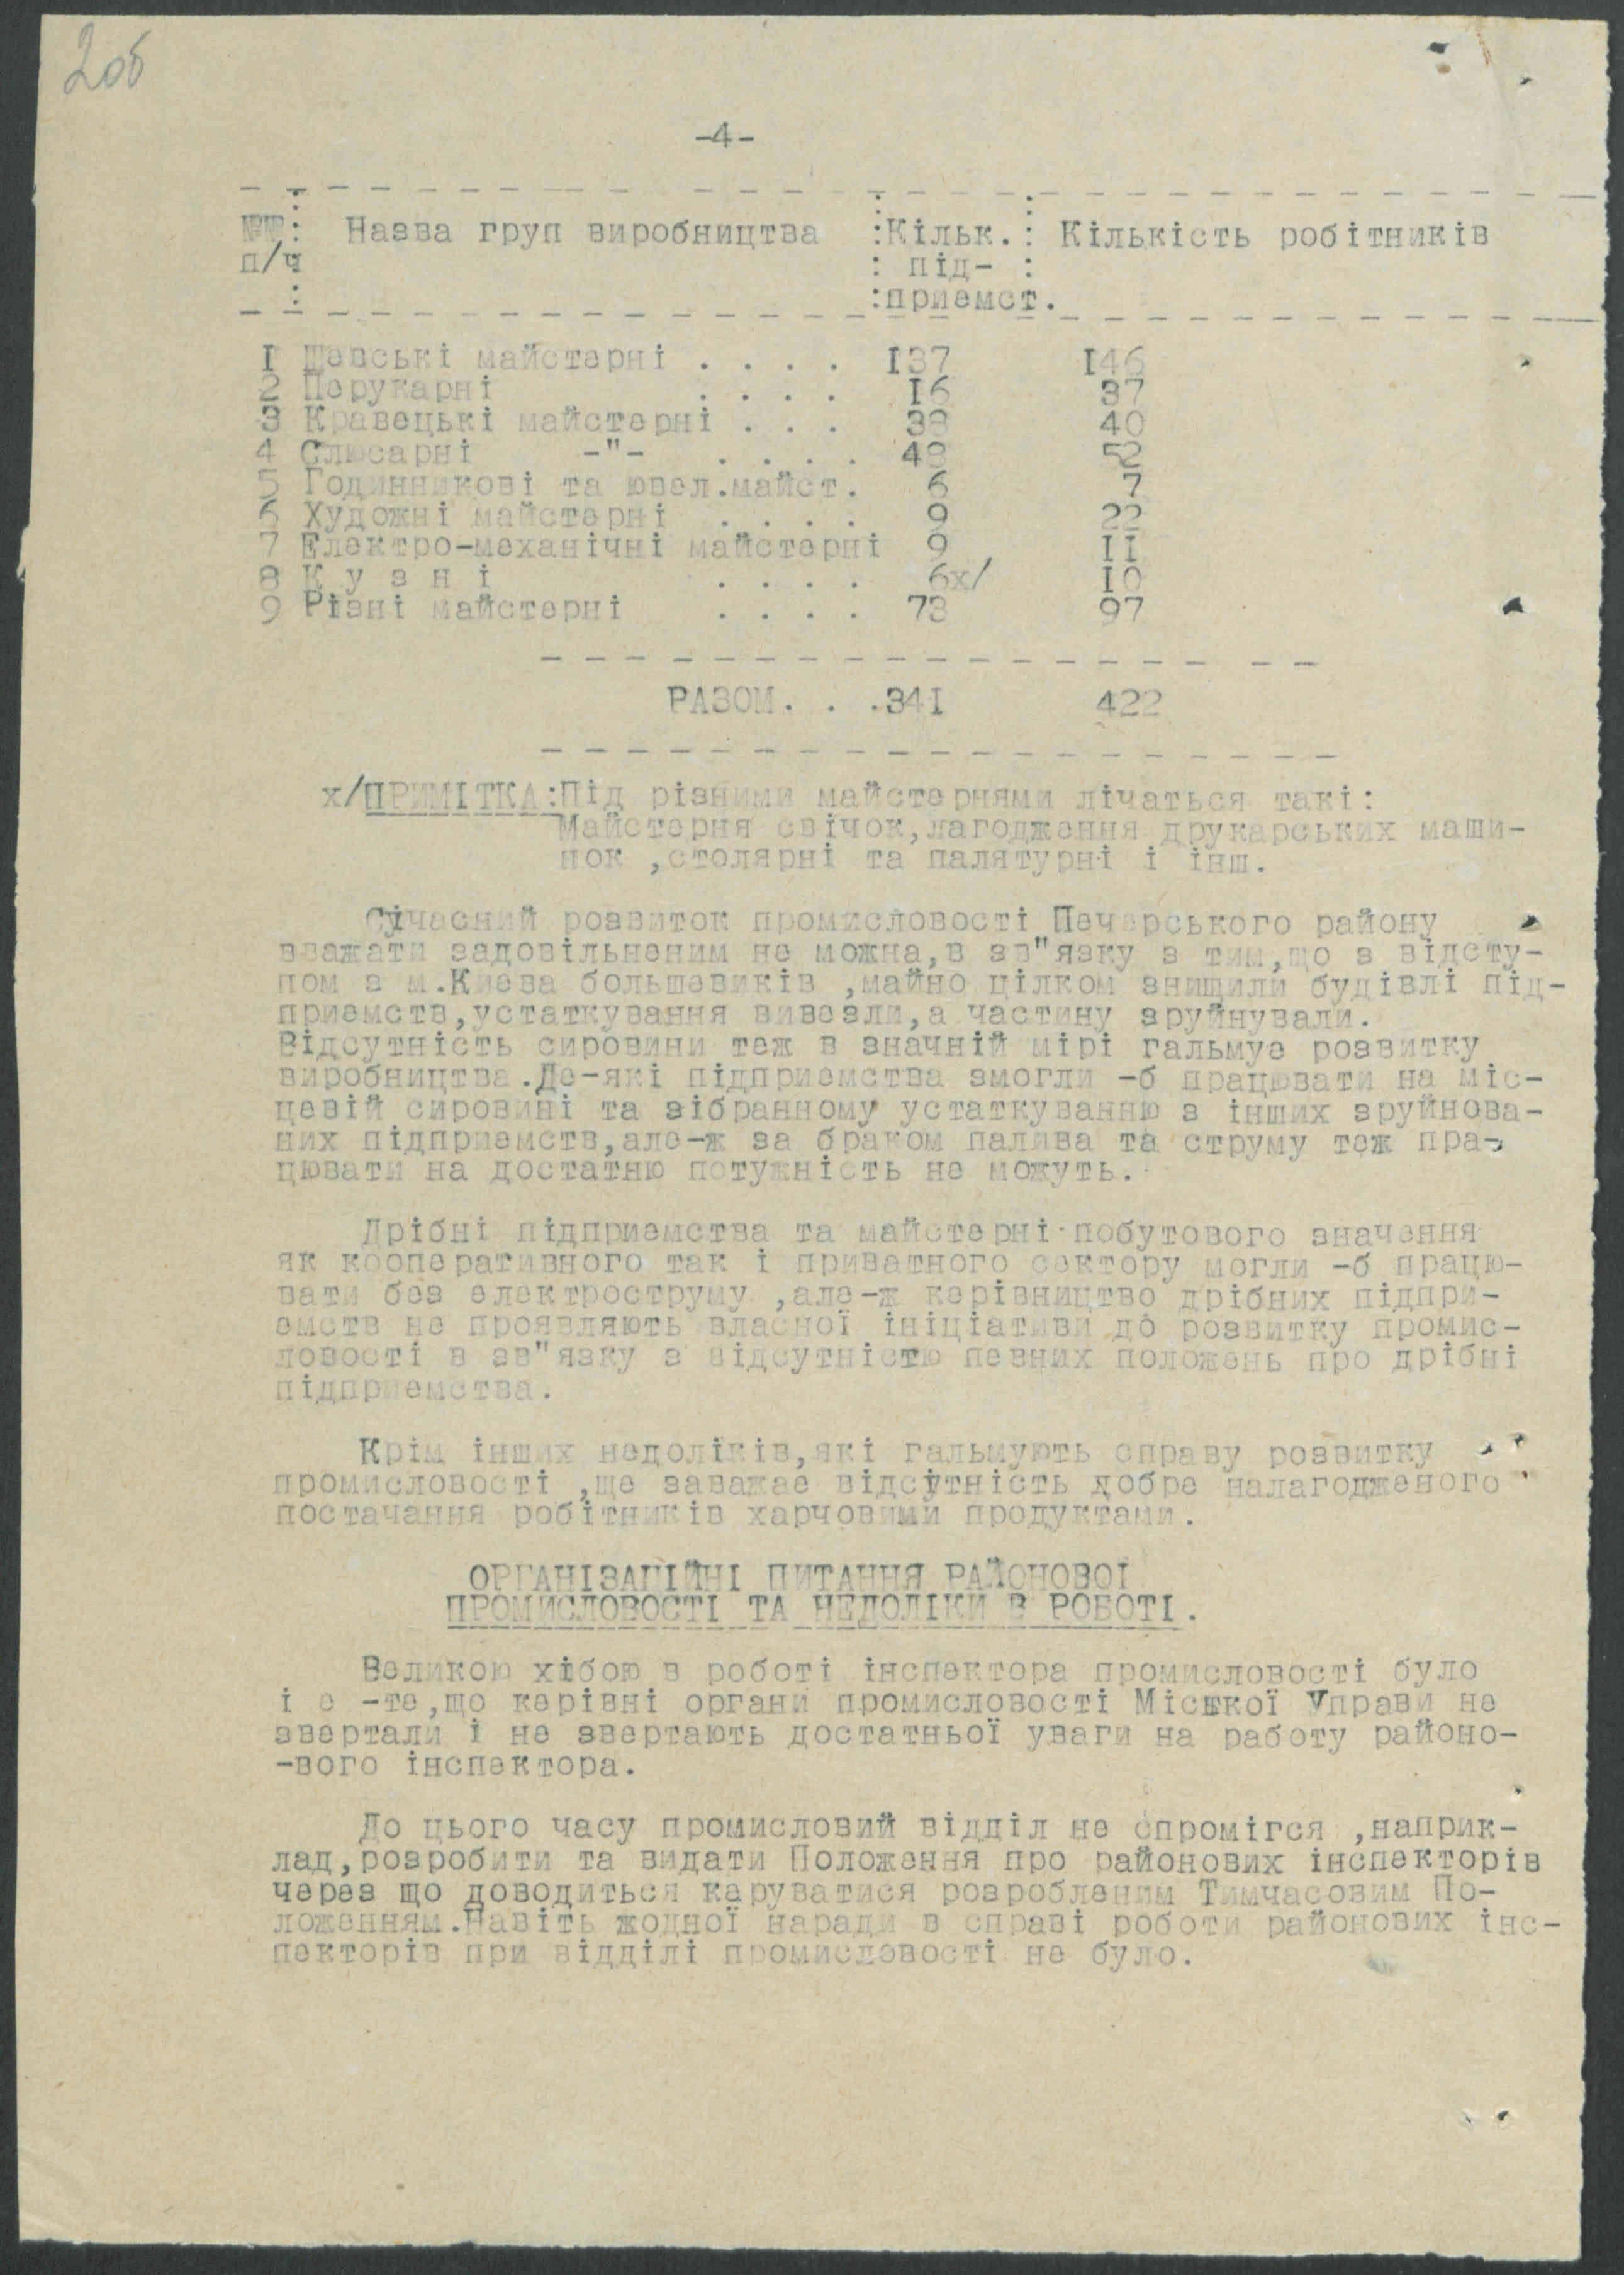 2об
-4-
№№: Назва груп виробництва :Кільк.: Кількість робітників
п/ч : під- :
: :приемст.
I Шевські майстерні . . . . I37 I46
2 Перукарні . . . . I6 37
3 Кравецькі майстерні . . . 38 40
4 Слюсарні -"- . . . . 48 52
5 Годинникові та ювел.майст. 6 7
6 Художні майстерні . . . . 9 22
7 Електро-механічні майстерні 9 II
8 К у з н і . . . . 6х/ I0
9 Різні майстерні . . . . 73 97
РАЗОМ. . .34I 422
х/ПРИМІТКА:Під різними майстернями лічаться такі:
Майстерня свічок,лагодження друкарських маши-
нок ,столярні та палятурні і інш.
Сучасний розвиток промисловості Печерського району
вважати задовільненим не можна,в зв"язку з тим,що з відсту-
пом з м.Києва большевиків ,майно цілком знищили будівлі під-
приемств,устаткування вивезли,а частину зруйнували.
Відсутність сировини теж в значній мірі гальмує розвитку
виробництва.Де-які підприемства змогли -б працювати на міс-
цевій сировині та зібранному устаткуванню з інших зруйнова-
них підприемств,але-ж за браком палива та струму теж пра-
цювати на достатню потужність не можуть.
Дрібні підприемства та майстерні побутового значення
як кооперативного так і приватного сектору могли -б працю-
вати без електроструму ,але-ж керівництво дрібних підпри-
емств не проявляють власної ініціативи до розвитку промис-
ловості в зв"язку з відсутністю певних положень про дрібні
підприемства.
Крім інших недоліків,які гальмують справу розвитку
промисловості ,ще заважае відсутність добре налагодженого
постачання робітників харчовими продуктами.
ОРГАНІЗАЦІЙНІ ПИТАННЯ РАЙОНОВОЇ
ПРОМИСЛОВОСТІ ТА НЕДОЛІКИ В РОБОТІ.
Великою хібою в роботі інспектора промисловості було
і е -те,що керівні органи промисловості Міської Управи не
звертали і не звертають достатньої уваги на работу районо-
-вого інспектора.
До цього часу промисловий відділ не спромігся ,наприк-
лад,розробити та видати Положення про районових інспекторів
через що доводиться каруватися розробленим Тимчасовим По-
ложенням.Навіть жодної наради в справі роботи районових інс-
пекторів при відділі промисловості не було.